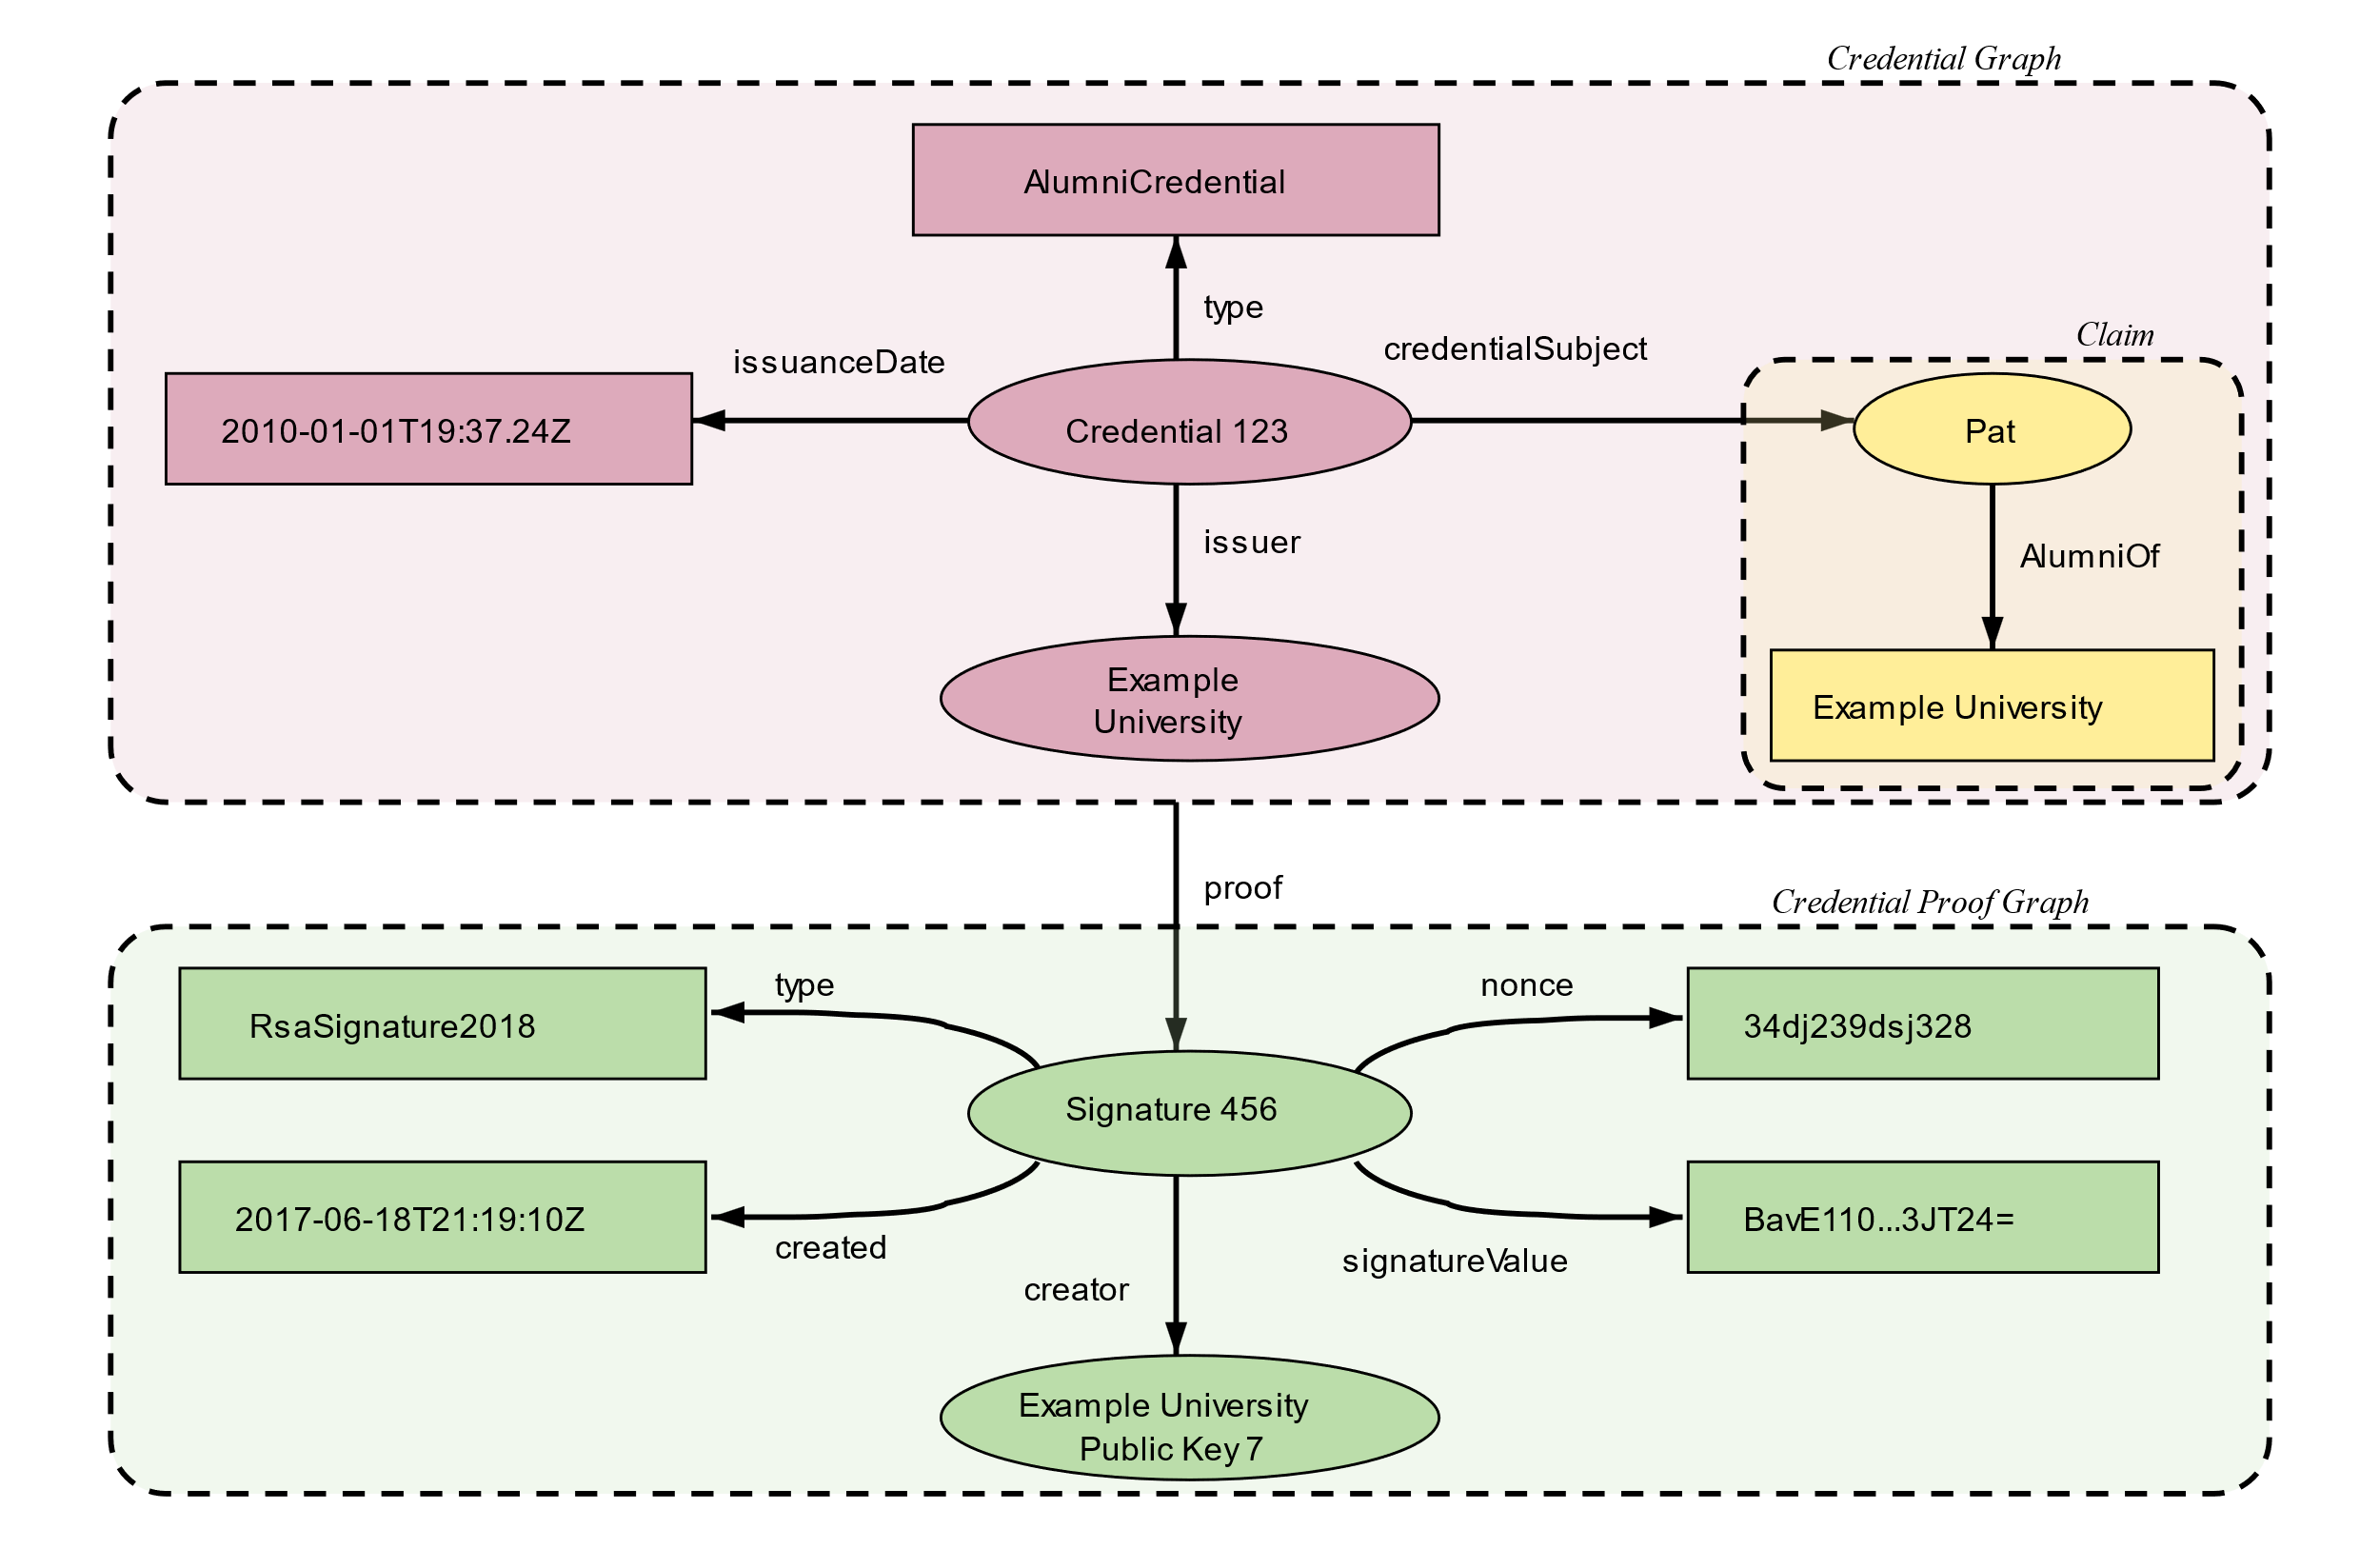 Credential Graph
AlumniCredential
type
issuanceDate
credentialSubject
Claim
2010-01-01T19:37.24Z
Credential 123
Pat
issuer
AlumniOf
Example
University
Example University
proof
Credential Proof Graph
type
nonce
RsaSignature2018
34dj239dsj328
Signature 456
2017-06-18T21:19:10Z
BavE110...3JT24=
created
signatureValue
creator
Example University
Public Key 7